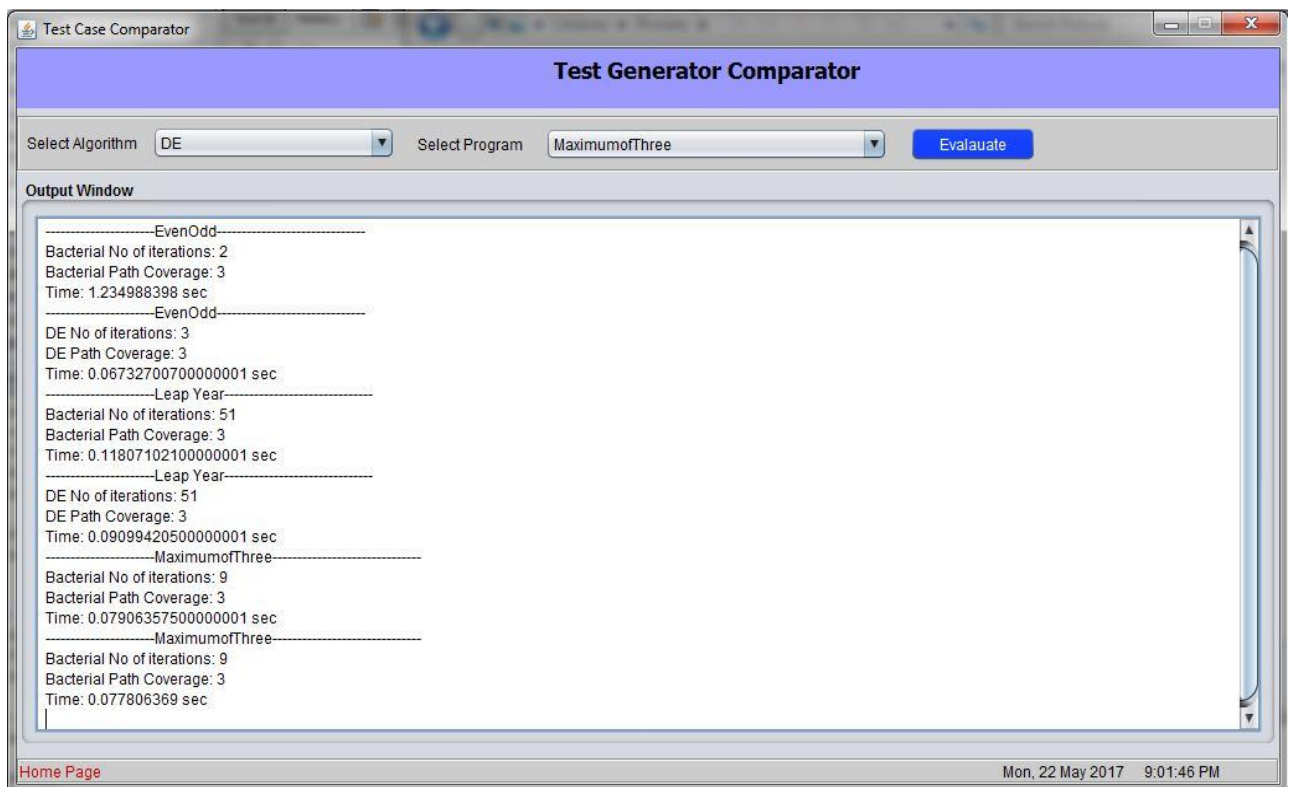 Test Case Comparator
Test Generator Comparator
Select Algorithm DE Select Program MaximumofThree Evalauate
Output Window
----------------------EvenOdd------------------------------
Bacterial No of iterations: 2
Bacterial Path Coverage: 3
Time: 1.234988398 sec
----------------------EvenOdd------------------------------
DE No of iterations: 3
DE Path Coverage: 3
Time: 0.06732700700000001 sec
----------------------Leap Year------------------------------
Bacterial No of iterations: 51
Bacterial Path Coverage: 3
Time: 0.11807102100000001 sec
----------------------Leap Year------------------------------
DE No of iterations: 51
DE Path Coverage: 3
Time: 0.09099420500000001 sec
----------------------MaximumofThree------------------------------
Bacterial No of iterations: 9
Bacterial Path Coverage: 3
Time: 0.07906357500000001 sec
----------------------MaximumofThree------------------------------
Bacterial No of iterations: 9
Bacterial Path Coverage: 3
Time: 0.077806369 sec
Home Page Mon, 22 May 2017 9:01:46 PM